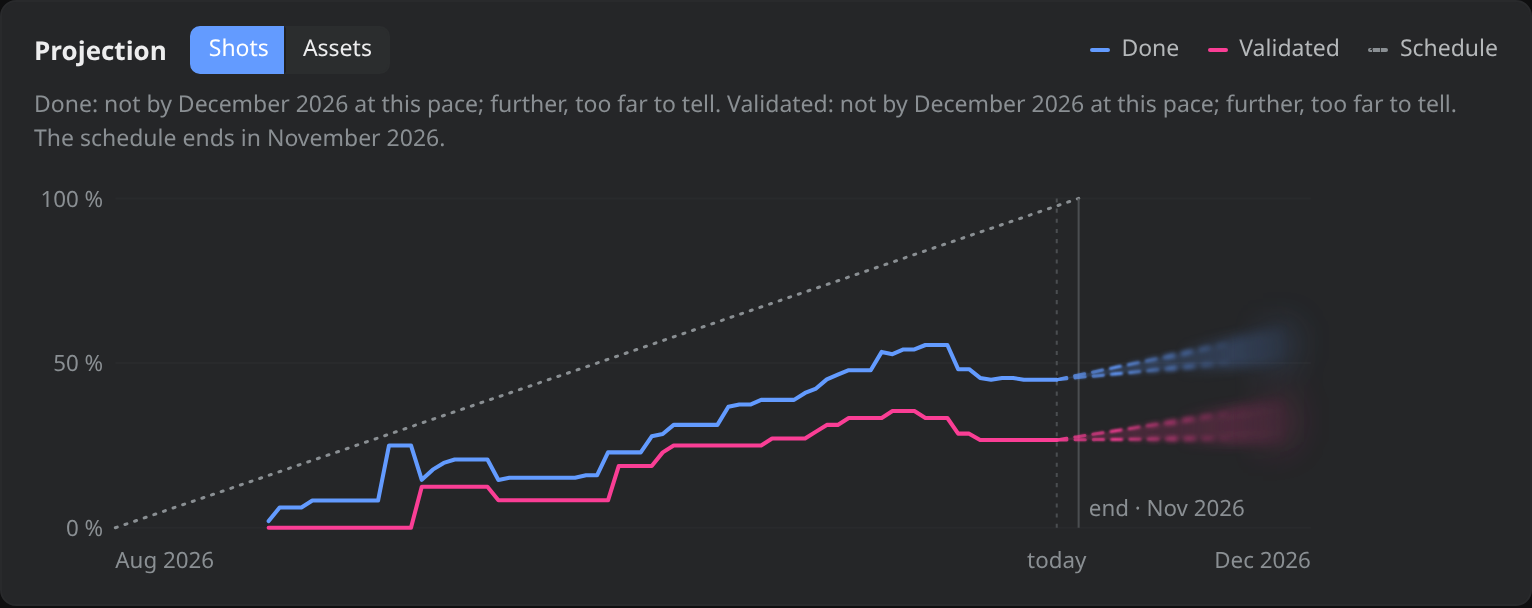 Projection Shots Assets Done Validated Schedule
Done: not by December 2026 at this pace; further, too far to tell. Validated: not by December 2026 at this pace; further, too far to tell.
The schedule ends in November 2026.
100 %
50 %
0 %
end · Nov 2026
Aug 2026 today Dec 2026